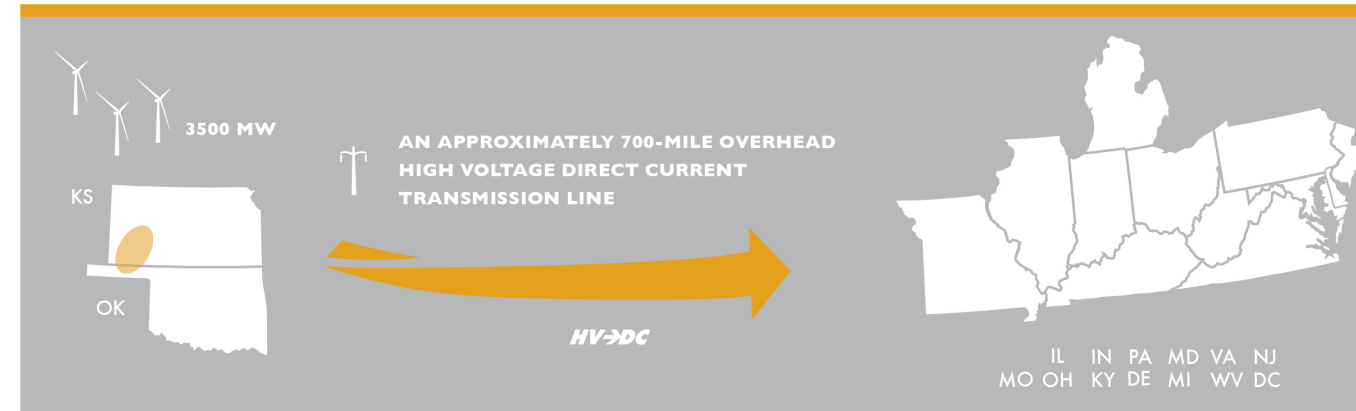 3500 MW
AN APPROXIMATELY 700-MILE OVERHEAD
HIGH VOLTAGE DIRECT CURRENT
TRANSMISSION LINE
KS
OK
HV→DC
IL IN PA MD VA NJ
MO OH KY DE MI WV DC